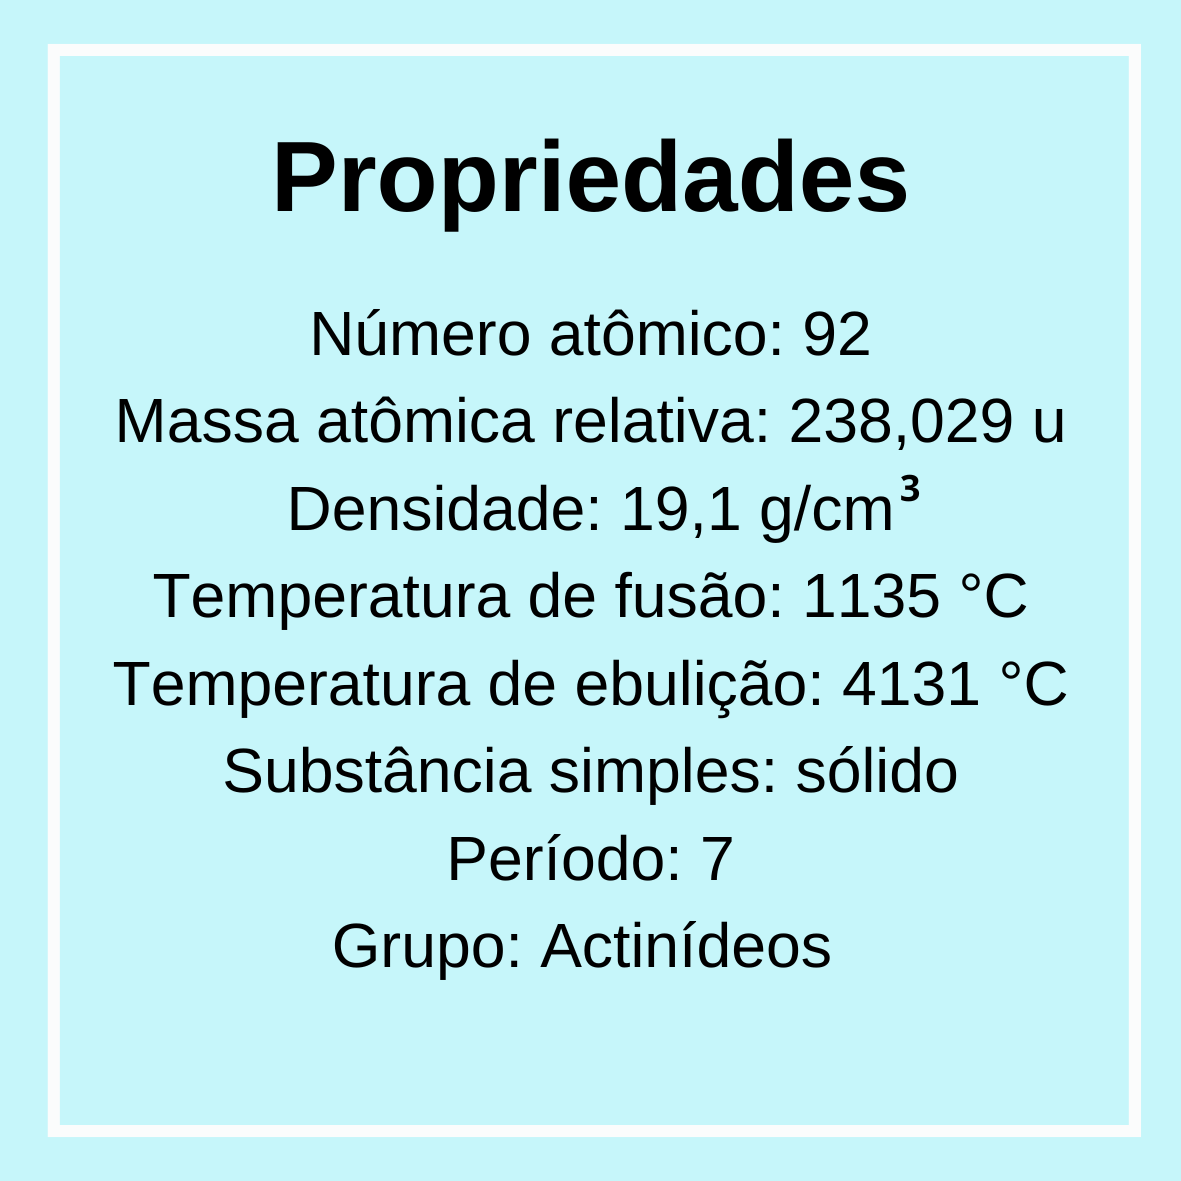 Propriedades
Número atômico: 92
Massa atômica relativa: 238,029 u
Densidade: 19,1 g/cm³
Temperatura de fusão: 1135 °C
Temperatura de ebulição: 4131 °C
Substância simples: sólido
Período: 7
Grupo: Actinídeos